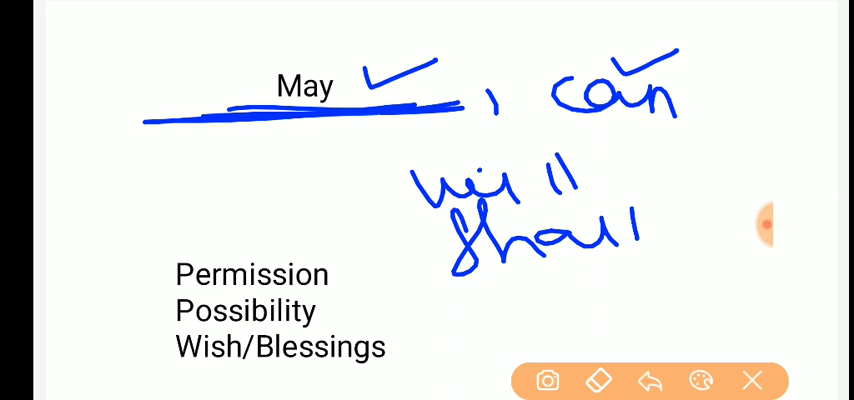 May , can
will
shall
Permission
Possibility
Wish/Blessings